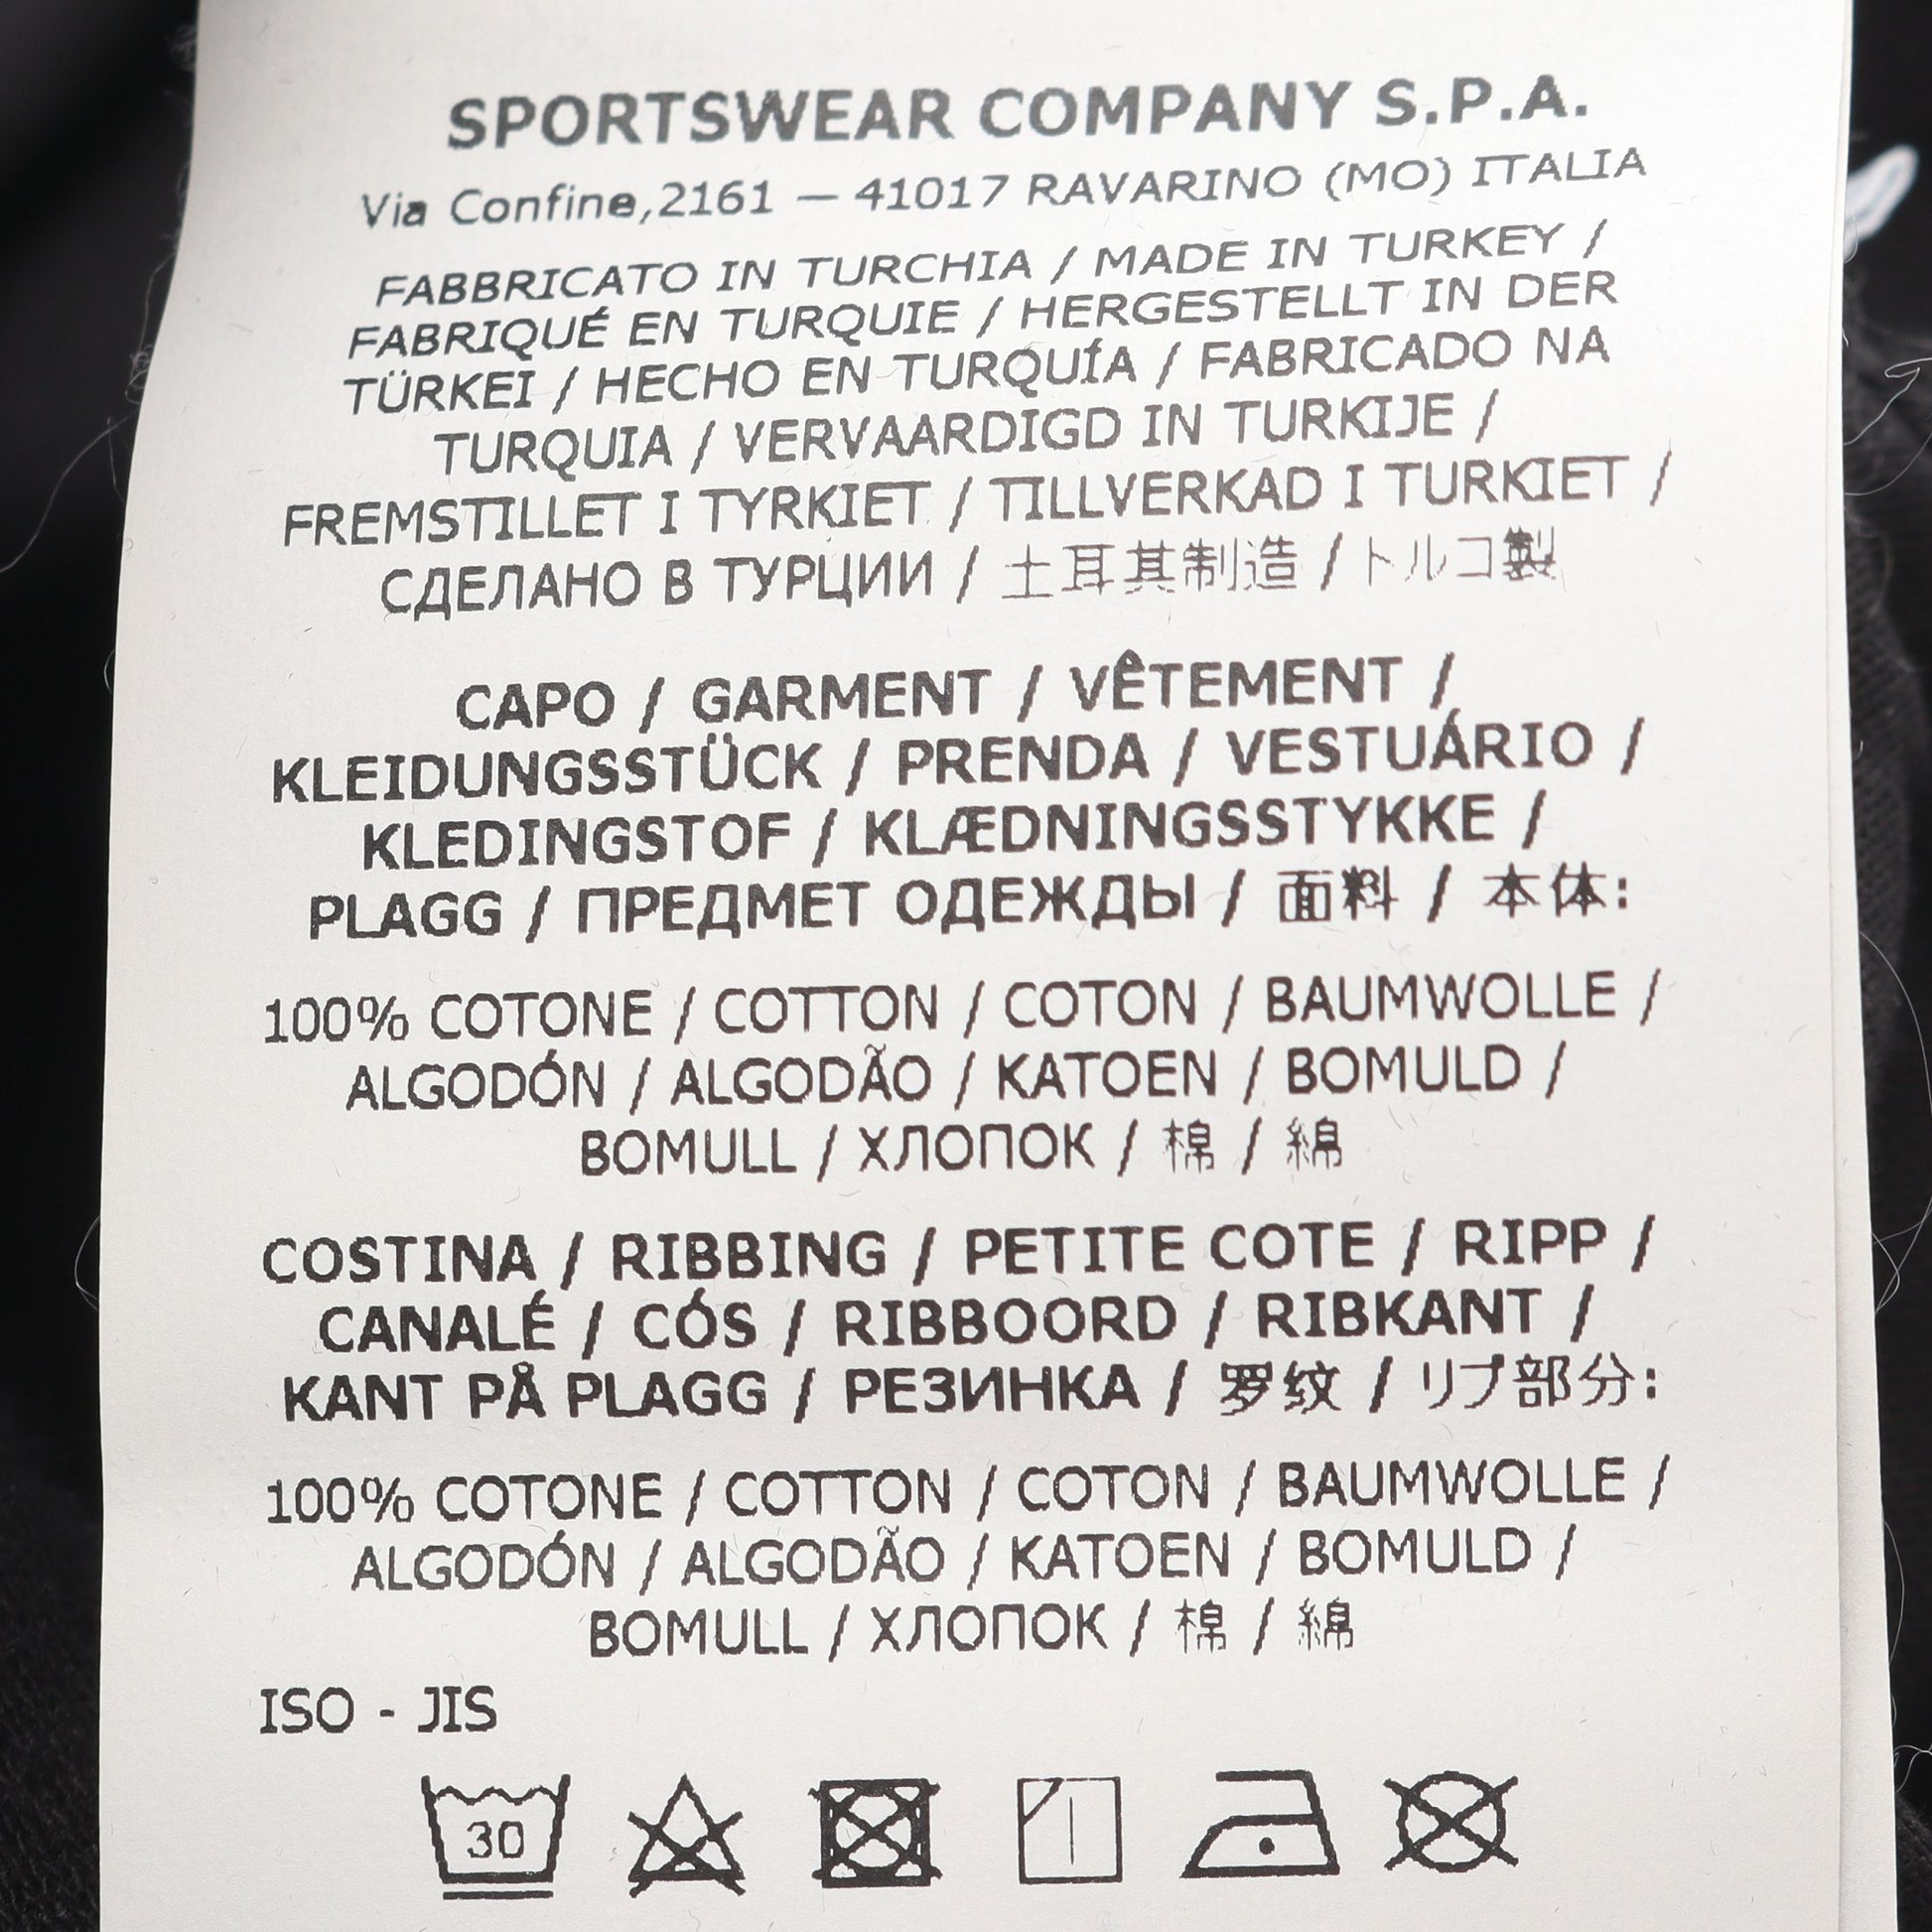 SPORTSWEAR COMPANY S.P.A.
Via Confine,2161 — 41017 RAVARINO (MO) ITALIA
FABBRICATO IN TURCHIA / MADE IN TURKEY /
FABRIQUÉ EN TURQUIE / HERGESTELLT IN DER
TÜRKEI / HECHO EN TURQUÍA / FABRICADO NA
TURQUIA / VERVAARDIGD IN TURKIJE /
FREMSTILLET I TYRKIET / TILLVERKAD I TURKIET /
СДЕЛАНО В ТУРЦИИ / 土耳其制造 / トルコ製
CAPO / GARMENT / VÊTEMENT /
KLEIDUNGSSTÜCK / PRENDA / VESTUÁRIO /
KLEDINGSTOF / KLÆDNINGSSTYKKE /
PLAGG / ПРЕДМЕТ ОДЕЖДЫ / 面料 / 本体:
100% COTONE / COTTON / COTON / BAUMWOLLE /
ALGODÓN / ALGODÃO / KATOEN / BOMULD /
BOMULL / ХЛОПОК / 棉 / 綿
COSTINA / RIBBING / PETITE COTE / RIPP /
CANALÉ / CÓS / RIBBOORD / RIBKANT /
KANT PÅ PLAGG / РЕЗИНКА / 罗纹 / リブ部分:
100% COTONE / COTTON / COTON / BAUMWOLLE /
ALGODÓN / ALGODÃO / KATOEN / BOMULD /
BOMULL / ХЛОПОК / 棉 / 綿
ISO - JIS
30